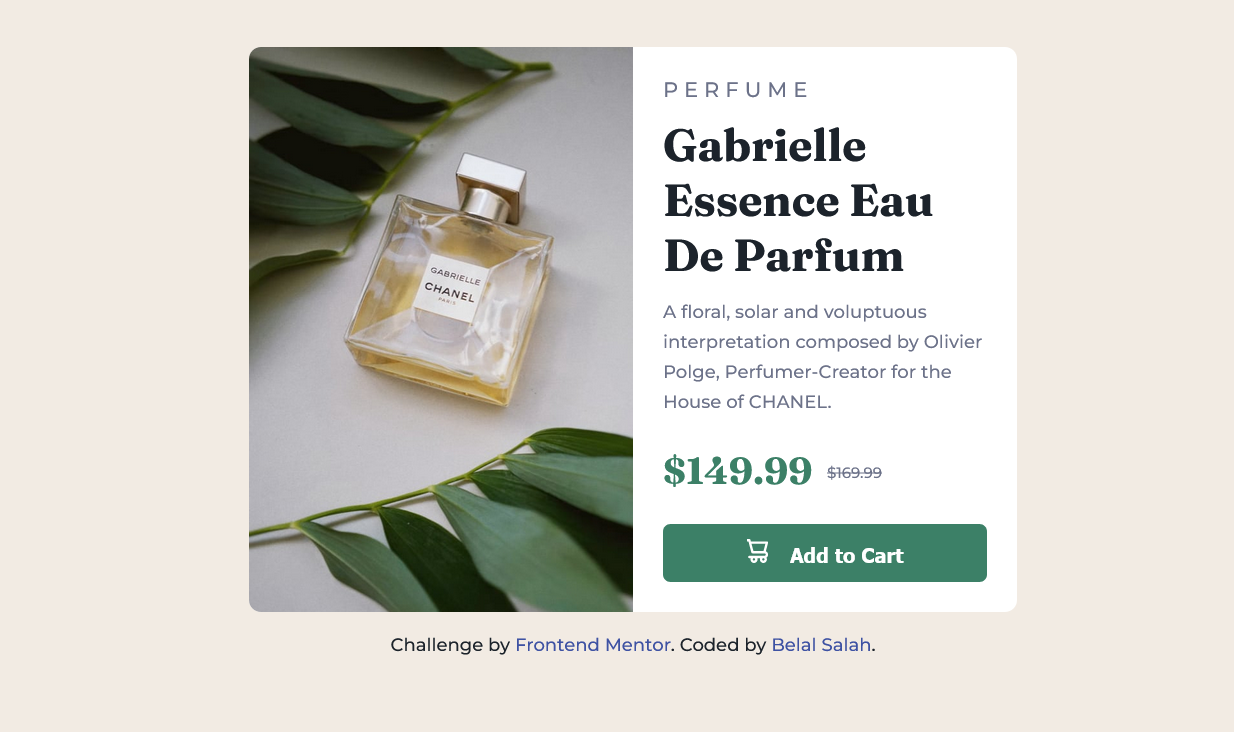 GABRIELLE
CHANEL
PARIS
PERFUME
Gabrielle
Essence Eau
De Parfum
A floral, solar and voluptuous
interpretation composed by Olivier
Polge, Perfumer-Creator for the
House of CHANEL.
$149.99 $169.99
Add to Cart
Challenge by Frontend Mentor. Coded by Belal Salah.